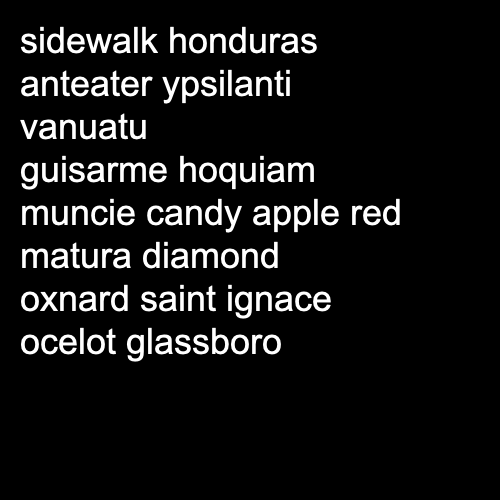 sidewalk honduras
anteater ypsilanti
vanuatu
guisarme hoquiam
muncie candy apple red
matura diamond
oxnard saint ignace
ocelot glassboro